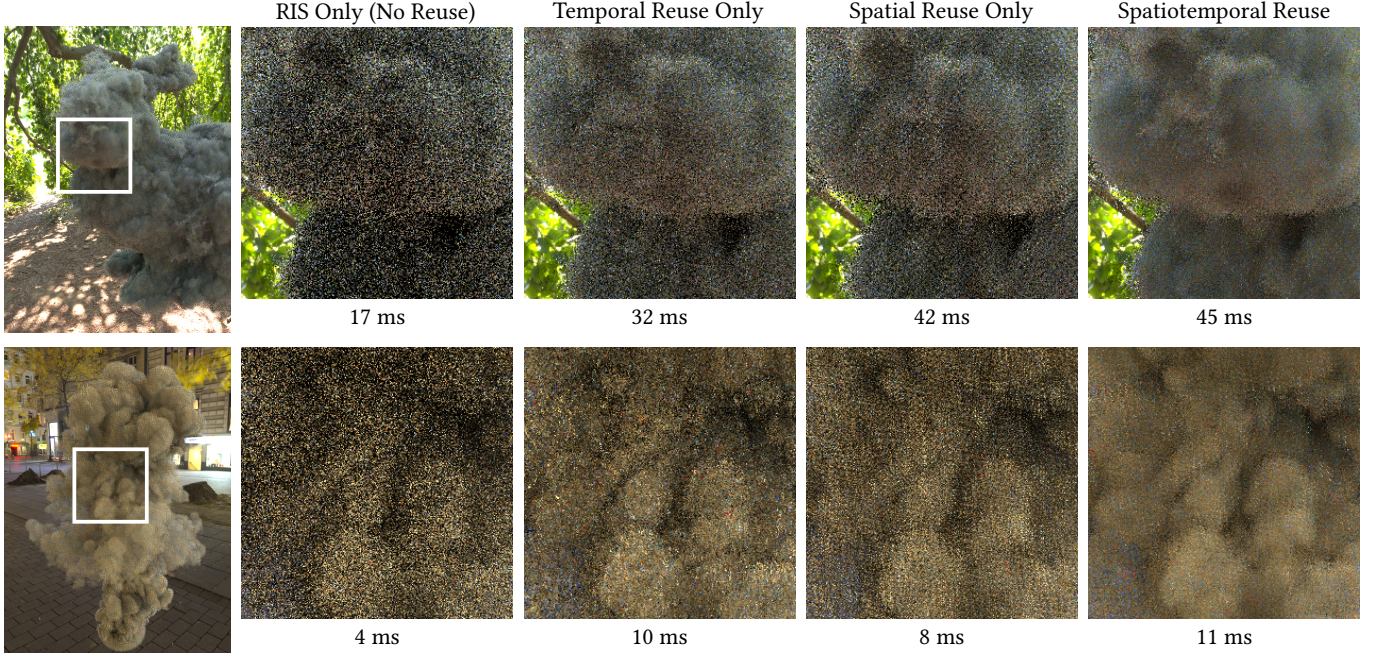 RIS Only (No Reuse) Temporal Reuse Only Spatial Reuse Only Spatiotemporal Reuse
17 ms 32 ms 42 ms 45 ms
4 ms 10 ms 8 ms 11 ms